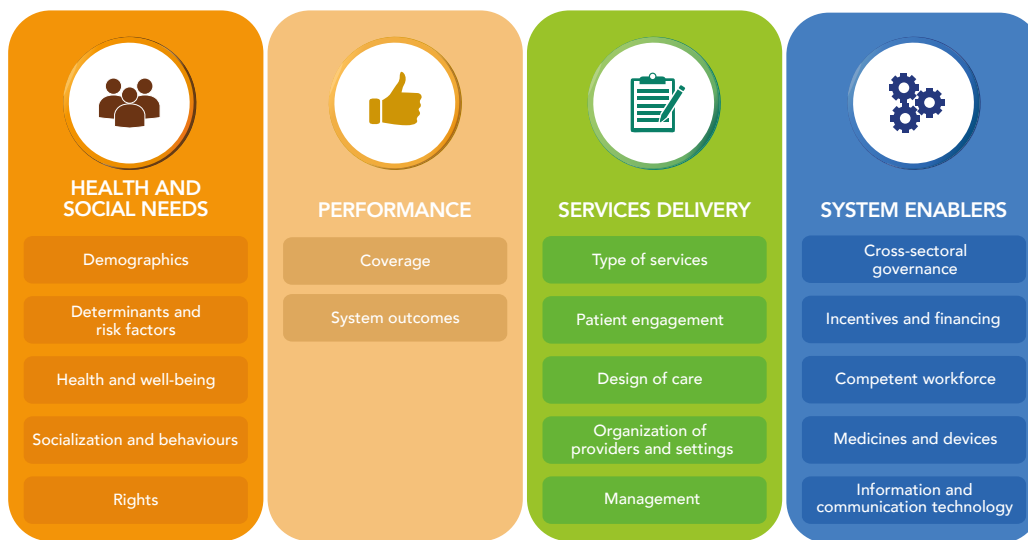 HEALTH AND
SOCIAL NEEDS
Demographics
Determinants and
risk factors
Health and well-being
Socialization and behaviours
Rights
PERFORMANCE
Coverage
System outcomes
SERVICES DELIVERY
Type of services
Patient engagement
Design of care
Organization of
providers and settings
Management
SYSTEM ENABLERS
Cross-sectoral
governance
Incentives and financing
Competent workforce
Medicines and devices
Information and
communication technology